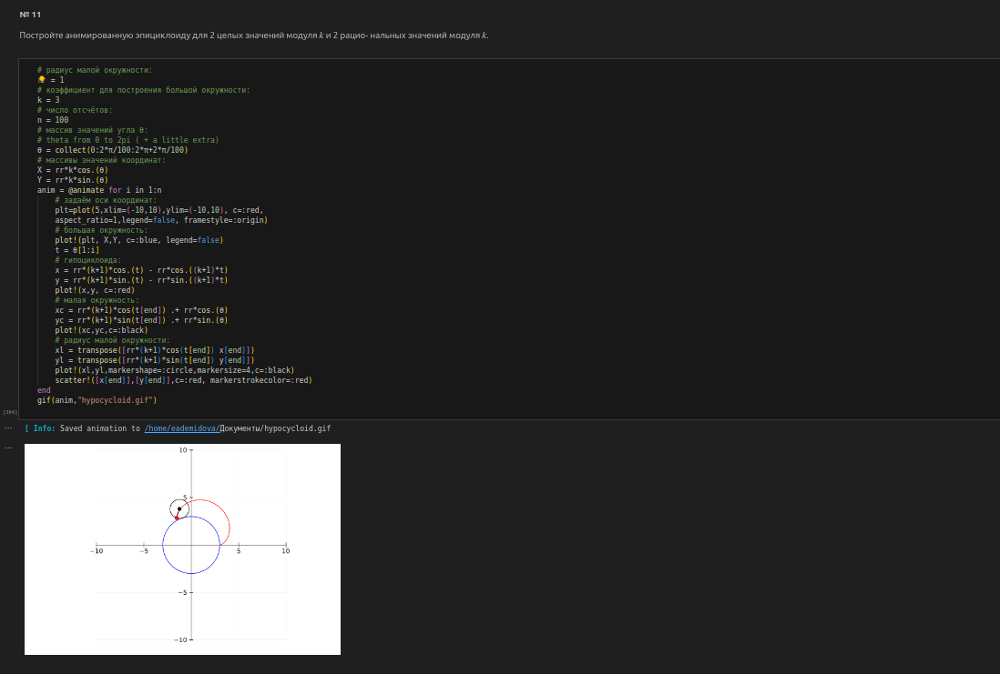 № 11
Постройте анимированную эпициклоиду для 2 целых значений модуля k и 2 рацио- нальных значений модуля k.
# радиус малой окружности:
= 1
# коэффициент для построения большой окружности:
k = 3
# число отсчётов:
n = 100
# массив значений угла θ:
# theta from 0 to 2pi ( + a little extra)
θ = collect(0:2*π/100:2*π+2*π/100)
# массивы значений координат:
X = rr*k*cos.(θ)
Y = rr*k*sin.(θ)
anim = @animate for i in 1:n
# задаём оси координат:
plt=plot(5,xlim=(-10,10),ylim=(-10,10), c=:red,
aspect_ratio=1,legend=false, framestyle=:origin)
# большая окружность:
plot!(plt, X,Y, c=:blue, legend=false)
t = θ[1:i]
# гипоциклоида:
x = rr*(k+1)*cos.(t) - rr*cos.((k+1)*t)
y = rr*(k+1)*sin.(t) - rr*sin.((k+1)*t)
plot!(x,y, c=:red)
# малая окружность:
xc = rr*(k+1)*cos(t[end]) .+ rr*cos.(θ)
yc = rr*(k+1)*sin(t[end]) .+ rr*sin.(θ)
plot!(xc,yc,c=:black)
# радиус малой окружности:
xl = transpose([rr*(k+1)*cos(t[end]) x[end]])
yl = transpose([rr*(k+1)*sin(t[end]) y[end]])
plot!(xl,yl,markershape=:circle,markersize=4,c=:black)
scatter!([x[end]],[y[end]],c=:red, markerstrokecolor=:red)
end
gif(anim,"hypocycloid.gif")
[364]
[ Info: Saved animation to /home/eademidova/Документы/hypocycloid.gif
10
5
−10 −5 5 10
−5
−10